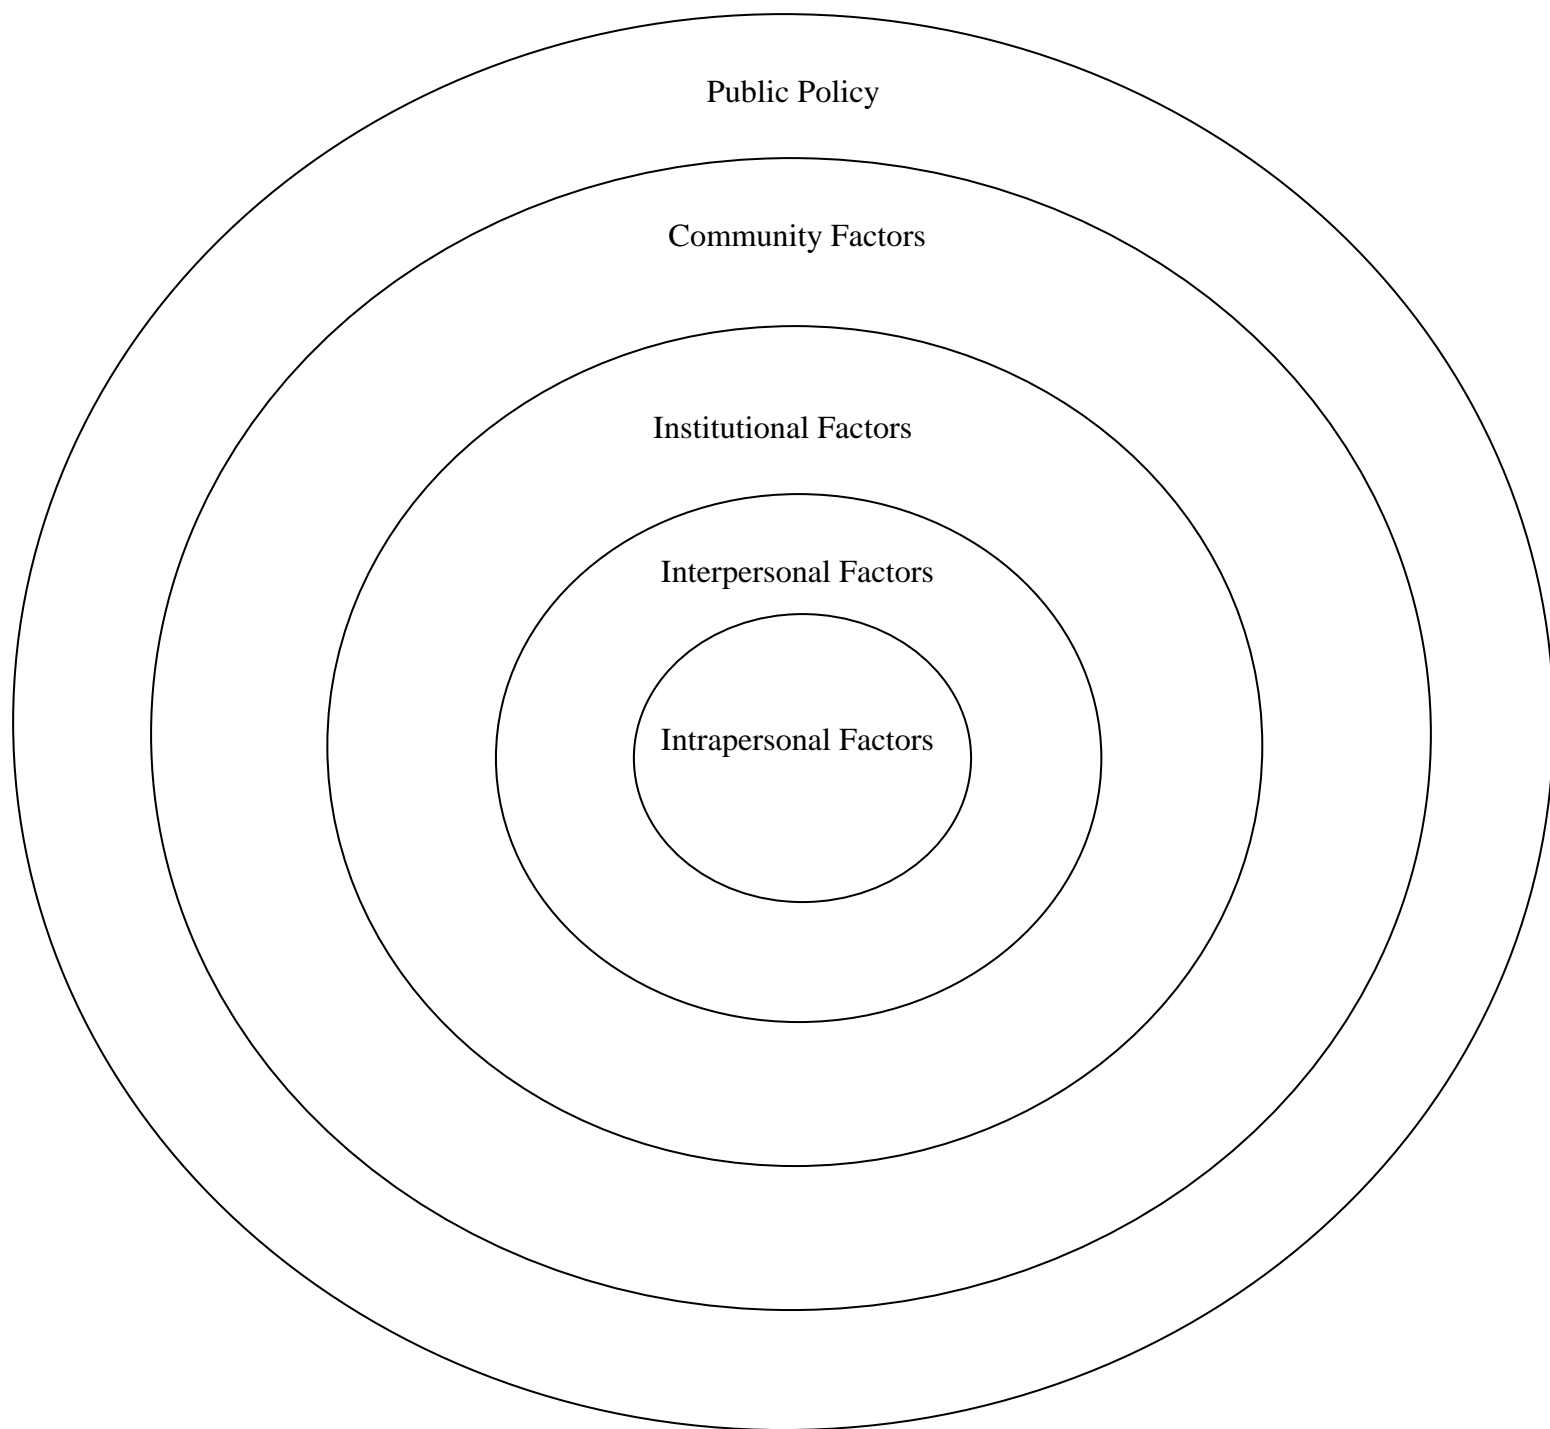 Public Policy
Community Factors
Institutional Factors
Interpersonal Factors
Intrapersonal Factors